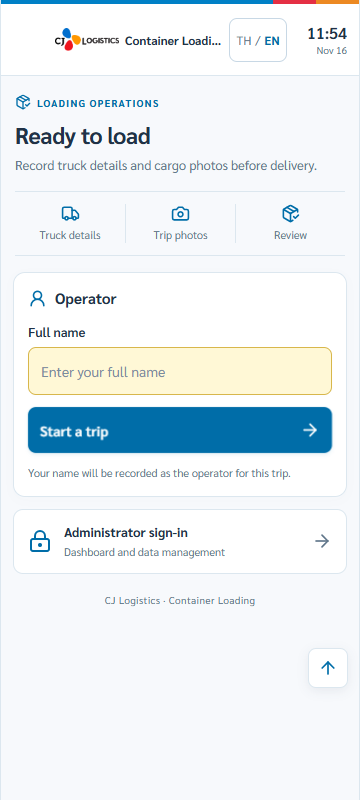 CJ LOGISTICS Container Loadi... TH / EN 11:54
Nov 16
LOADING OPERATIONS
Ready to load
Record truck details and cargo photos before delivery.
Truck details Trip photos Review
Operator
Full name
Enter your full name
Start a trip
Your name will be recorded as the operator for this trip.
Administrator sign-in
Dashboard and data management
CJ Logistics · Container Loading